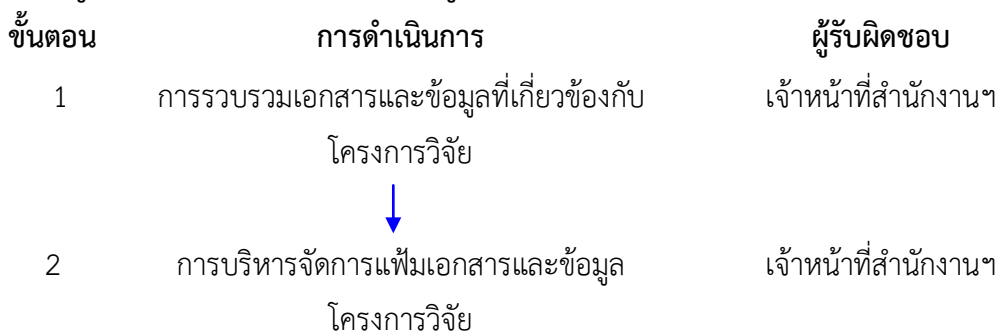 ขั้นตอน การดำเนินการ ผู้รับผิดชอบ
1 การรวบรวมเอกสารและข้อมูลที่เกี่ยวข้องกับ เจ้าหน้าที่สำนักงานฯ
โครงการวิจัย
2 การบริหารจัดการแฟ้มเอกสารและข้อมูล เจ้าหน้าที่สำนักงานฯ
โครงการวิจัย